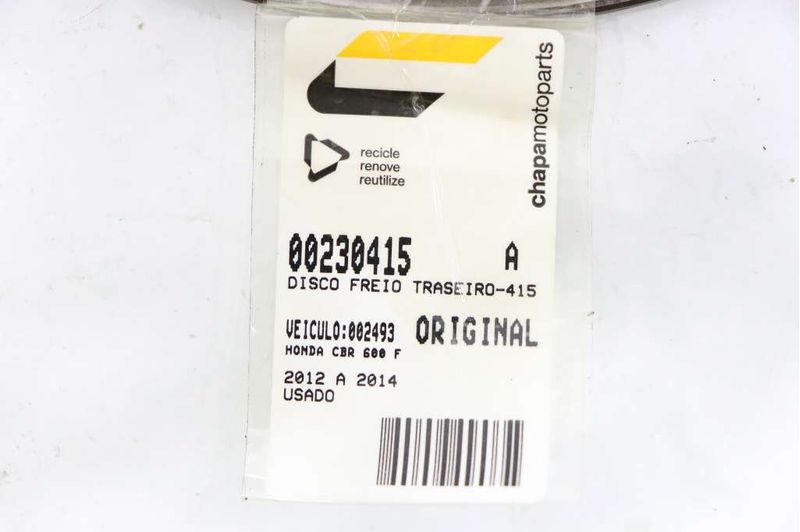 chapamotoparts
recicle
renove
reutilize
00230415 A
DISCO FREIO TRASEIRO-415
VEICULO:002493 ORIGINAL
HONDA CBR 600 F
2012 A 2014
USADO